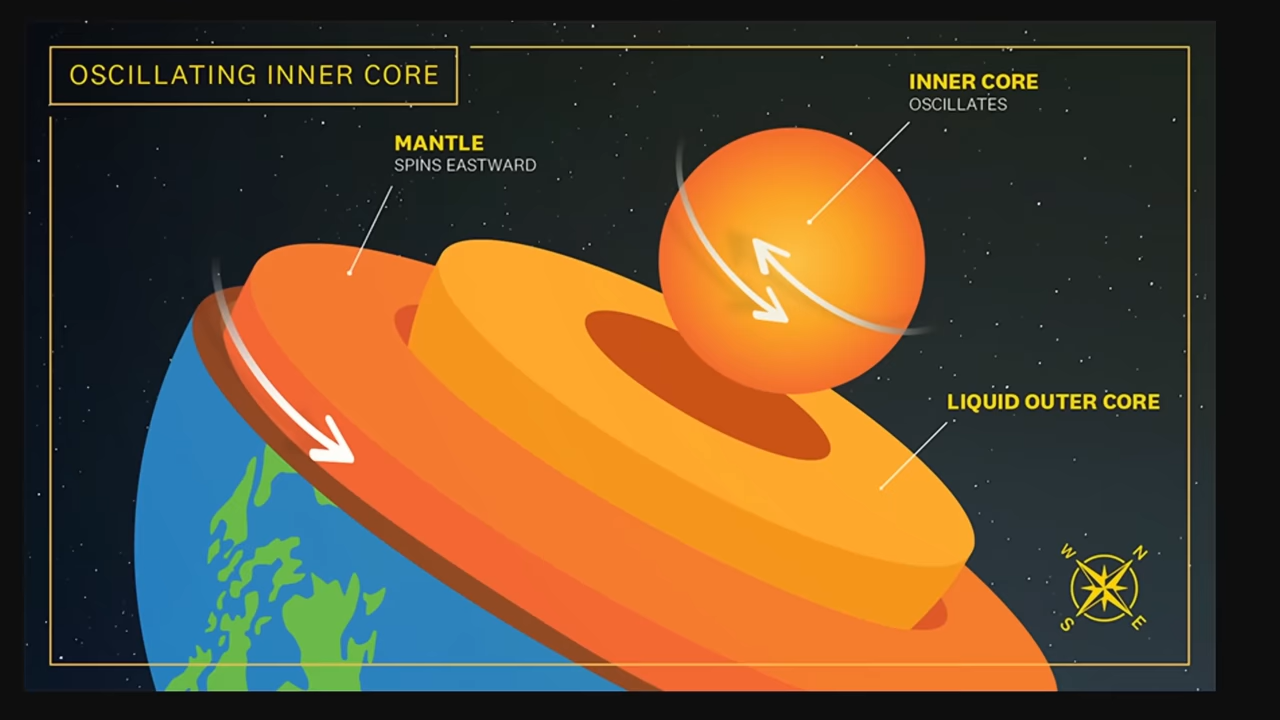 OSCILLATING INNER CORE
INNER CORE
OSCILLATES
MANTLE
SPINS EASTWARD
LIQUID OUTER CORE
W
N
S
E